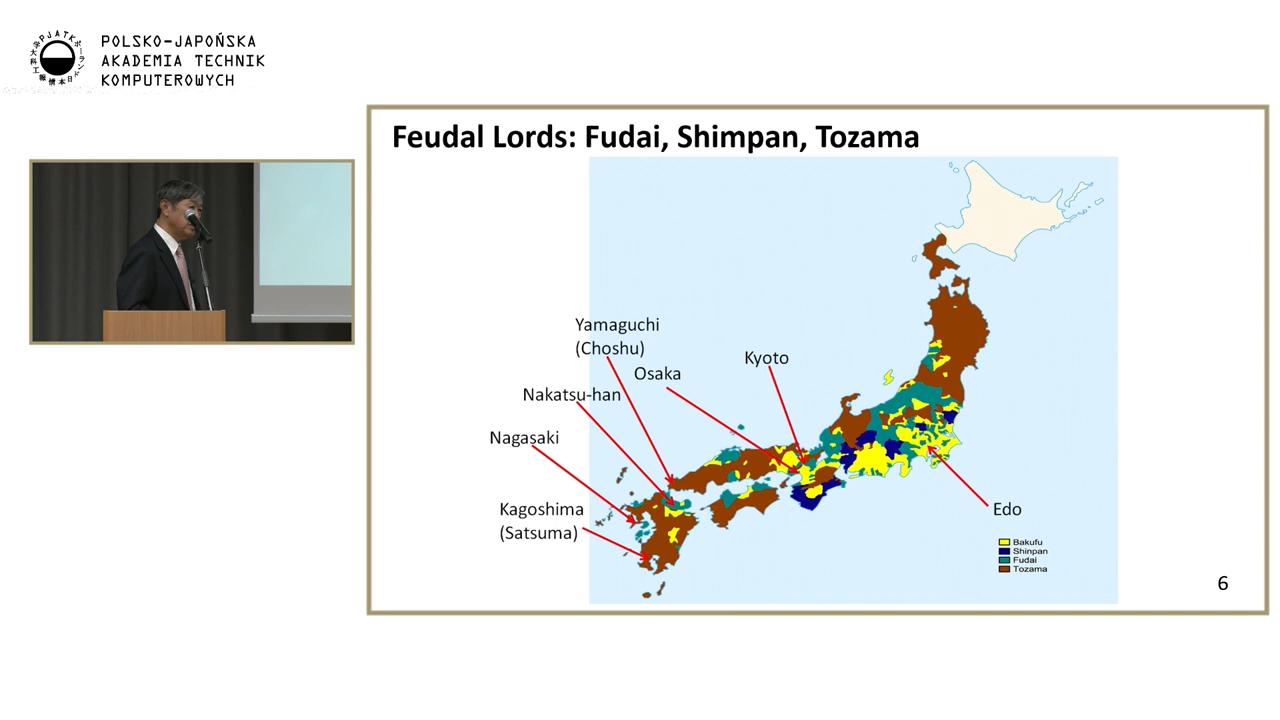 POLSKO-JAPOŃSKA
AKADEMIA TECHNIK
KOMPUTEROWYCH
PJATK
Feudal Lords: Fudai, Shimpan, Tozama
Yamaguchi
(Choshu)
Kyoto
Osaka
Nakatsu-han
Nagasaki
Kagoshima
(Satsuma)
Edo
Bakufu
Shinpan
Fudai
Tozama
6